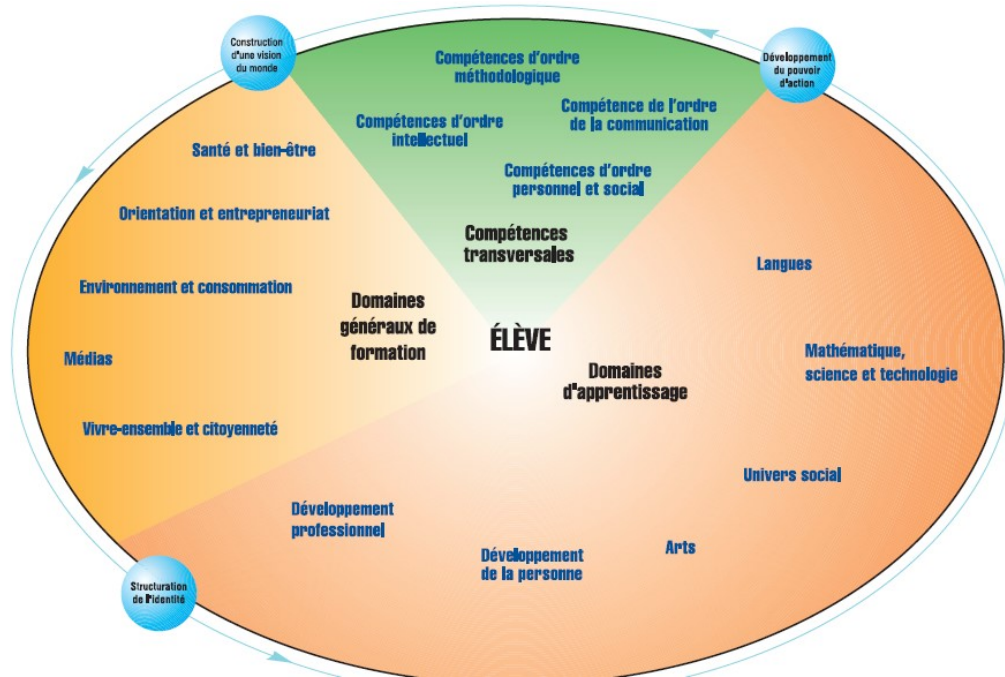 Construction
d'une vision
du monde
Développement
du pouvoir
d'action
Compétences d'ordre
méthodologique
Compétence de l'ordre
de la communication
Compétences d'ordre
intellectuel
Compétences d'ordre
personnel et social
Compétences
transversales
Santé et bien-être
Orientation et entrepreneuriat
Environnement et consommation
Médias
Vivre-ensemble et citoyenneté
Domaines
généraux de
formation
ÉLÈVE
Domaines
d'apprentissage
Langues
Mathématique,
science et technologie
Univers social
Arts
Développement
de la personne
Développement
professionnel
Structuration
de l'identité